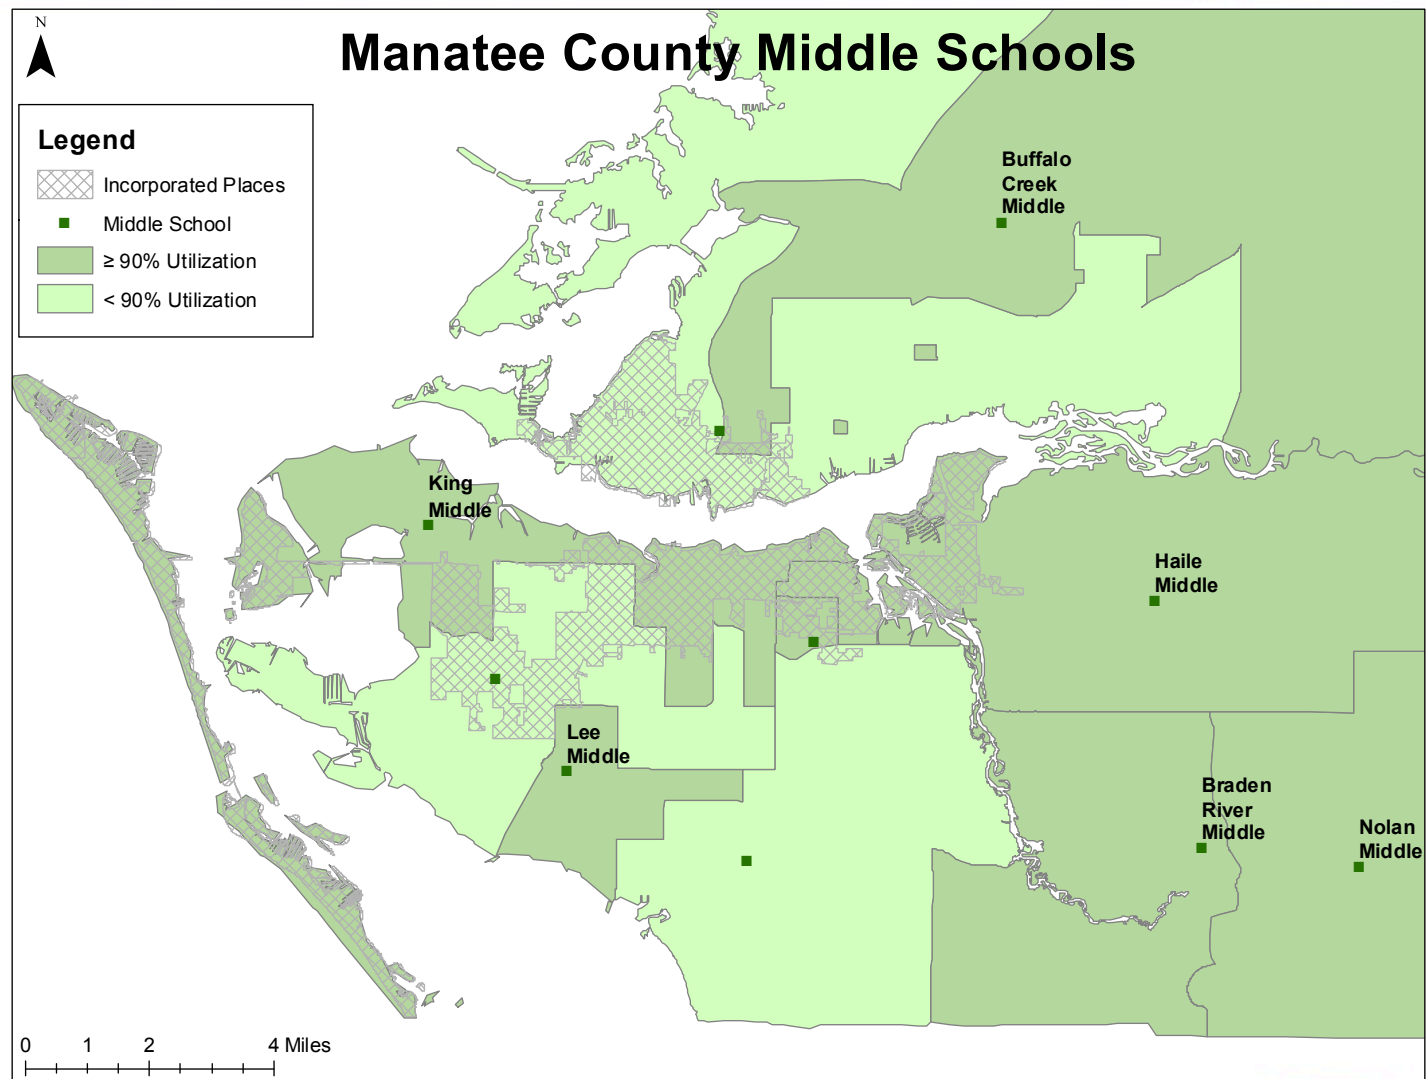 N
Manatee County Middle Schools
Legend
Incorporated Places
Middle School
≥ 90% Utilization
< 90% Utilization
Buffalo
Creek
Middle
King
Middle
Haile
Middle
Lee
Middle
Braden
River
Middle
Nolan
Middle
0 1 2 4 Miles